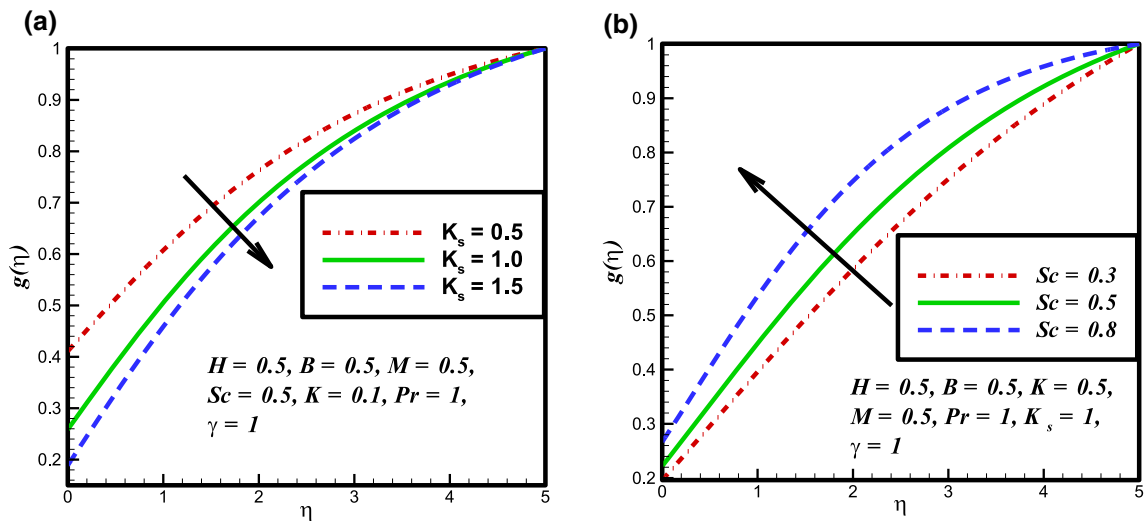 (a)
g(η)
1
0.9
0.8
0.7
0.6
0.5
0.4
0.3
0.2
K_s = 0.5
K_s = 1.0
K_s = 1.5
H = 0.5, B = 0.5, M = 0.5,
Sc = 0.5, K = 0.1, Pr = 1,
γ = 1
0 1 2 3 4 5
η
(b)
g(η)
1
0.9
0.8
0.7
0.6
0.5
0.4
0.3
0.2
Sc = 0.3
Sc = 0.5
Sc = 0.8
H = 0.5, B = 0.5, K = 0.5,
M = 0.5, Pr = 1, K_s = 1,
γ = 1
0 1 2 3 4 5
η